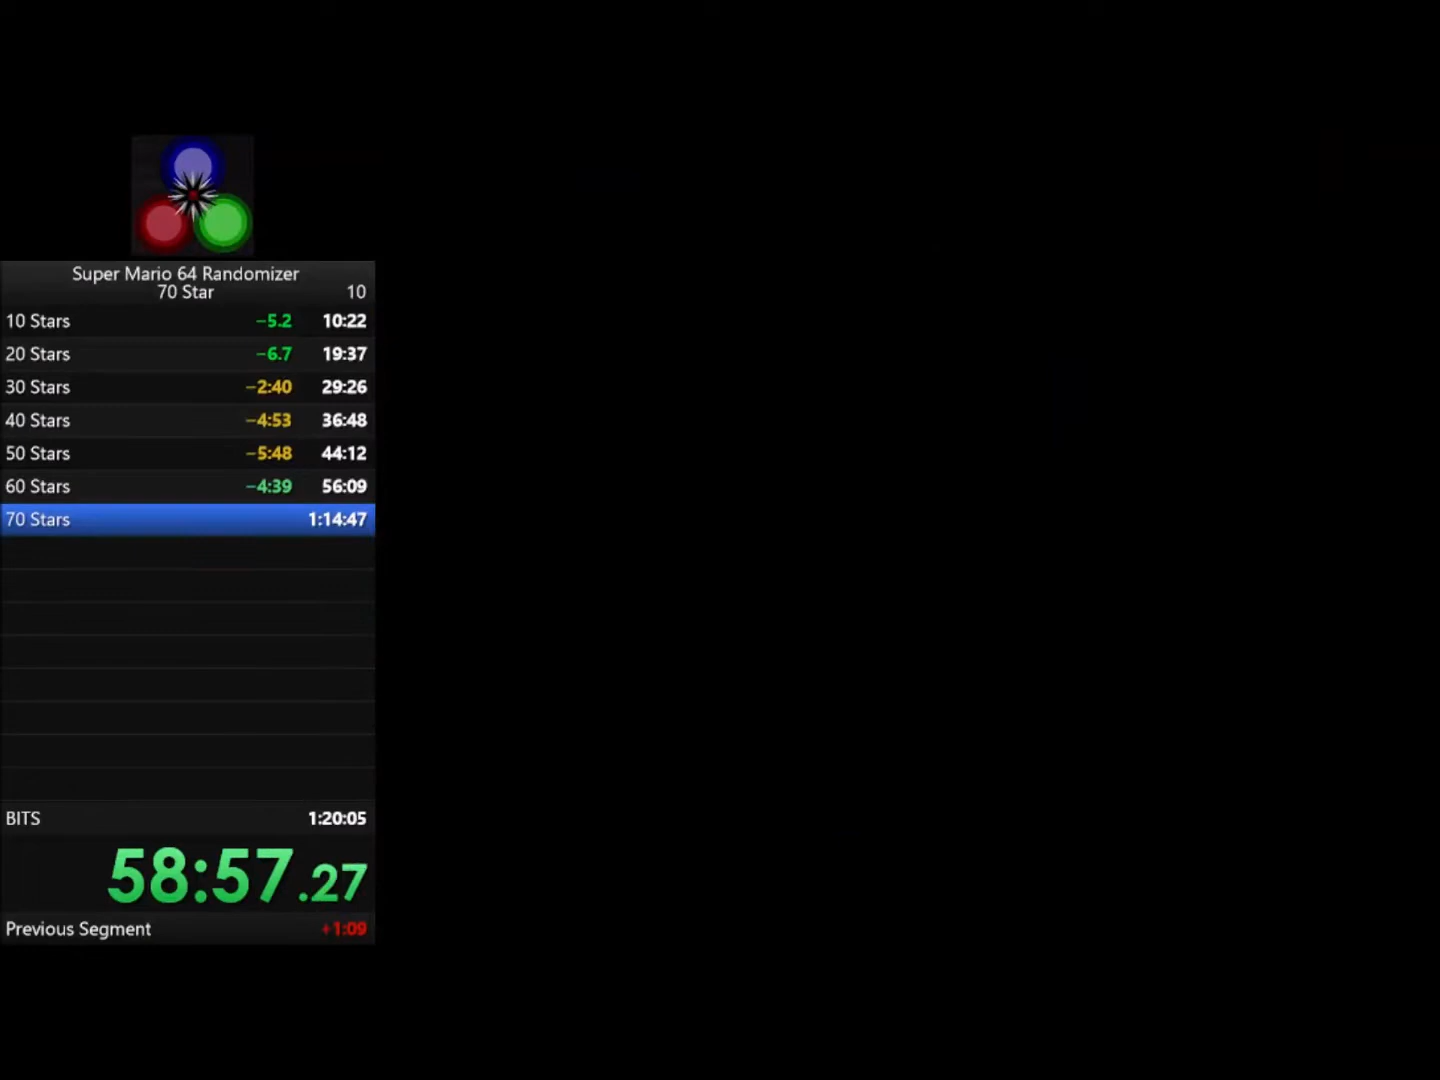 Super Mario 64 Randomizer
70 Star 10
10 Stars −5.2 10:22
20 Stars −6.7 19:37
30 Stars −2:40 29:26
40 Stars −4:53 36:48
50 Stars −5:48 44:12
60 Stars −4:39 56:09
70 Stars 1:14:47
BITS 1:20:05
58:57.27
Previous Segment +1:09